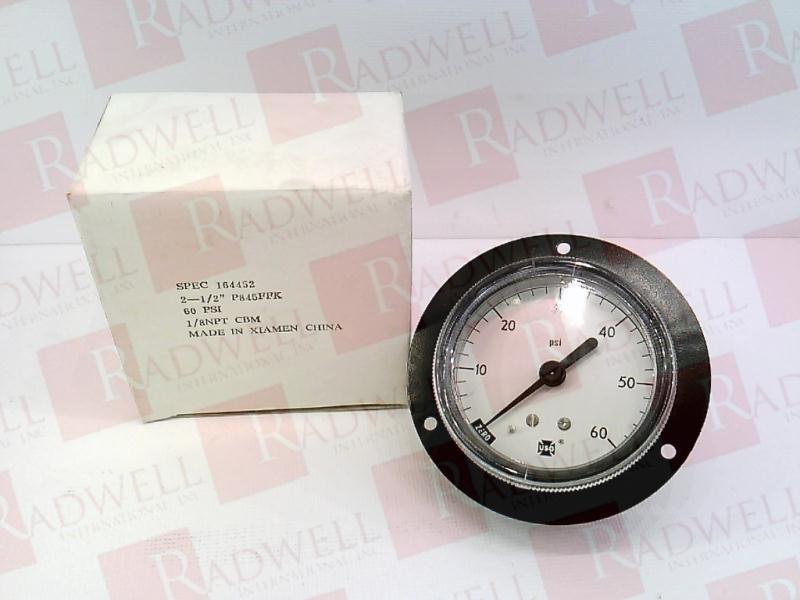 SPEC 164452
2-1/2" P845FFK
60 PSI
1/8NPT CBM
MADE IN XIAMEN CHINA
20
40
psi
10
50
ZERO
60
USG
®
RADWELL
INTERNATIONAL INC